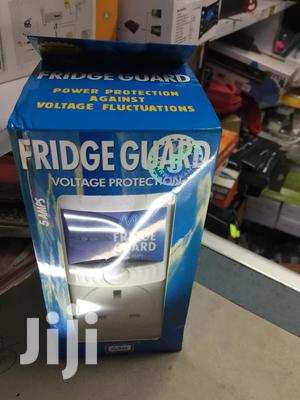 FRIDGE GUARD
POWER PROTECTION
AGAINST
VOLTAGE FLUCTUATIONS
FRIDGE GUARD
VOLTAGE PROTECTION
5 AMPS
FRIDGE
GUARD
Jiji